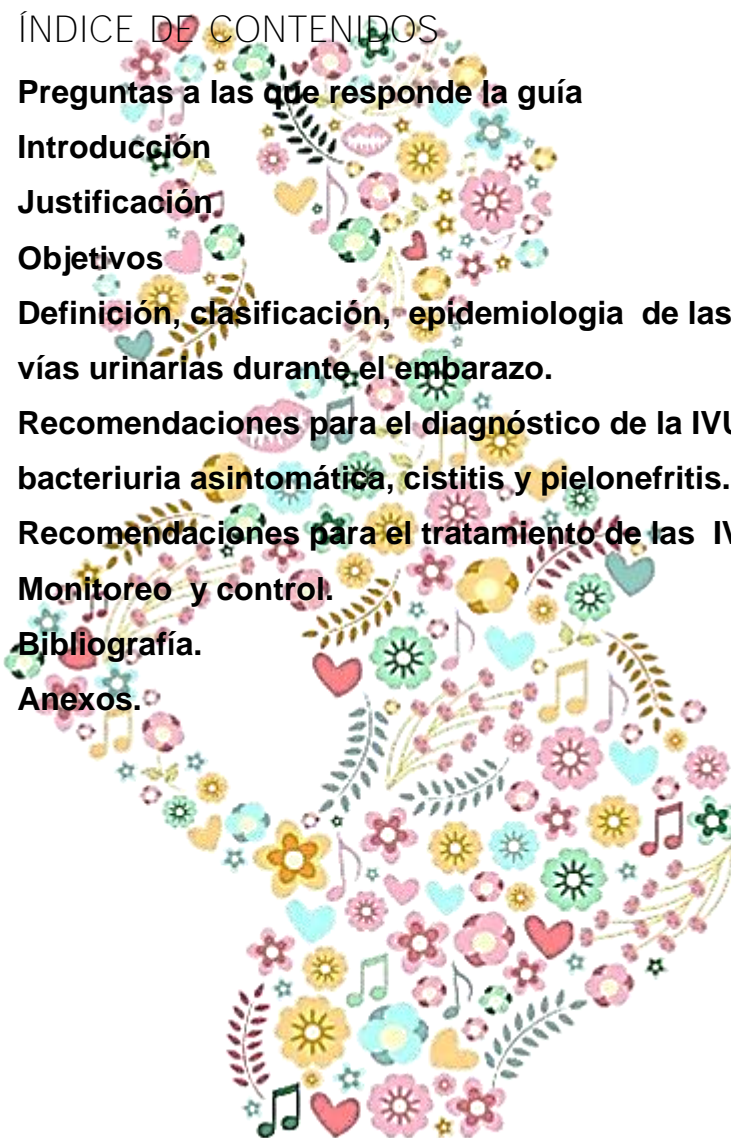 ÍNDICE DE CONTENIDOS
Preguntas a las que responde la guía
Introducción
Justificación
Objetivos
Definición, clasificación, epidemiologia de las
vías urinarias durante el embarazo.
Recomendaciones para el diagnóstico de la IVU
bacteriuria asintomática, cistitis y pielonefritis.
Recomendaciones para el tratamiento de las IV
Monitoreo y control.
Bibliografía.
Anexos.